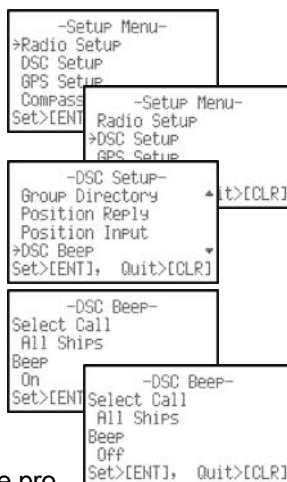 -Setup Menu-
→Radio Setup
DSC Setup
GPS Setup
Compass
Set>[ENT
-Setup Menu-
Radio Setup
→DSC Setup
GPS Setup
it>[CLR]
-DSC Setup-
Group Directory ▲
Position Reply
Position Input
→DSC Beep ▼
Set>[ENT], Quit>[CLR]
-DSC Beep-
Select Call
All Ships
Beep
On
Set>[ENT
-DSC Beep-
Select Call
All Ships
Beep
Off
Set>[ENT], Quit>[CLR]
e pro